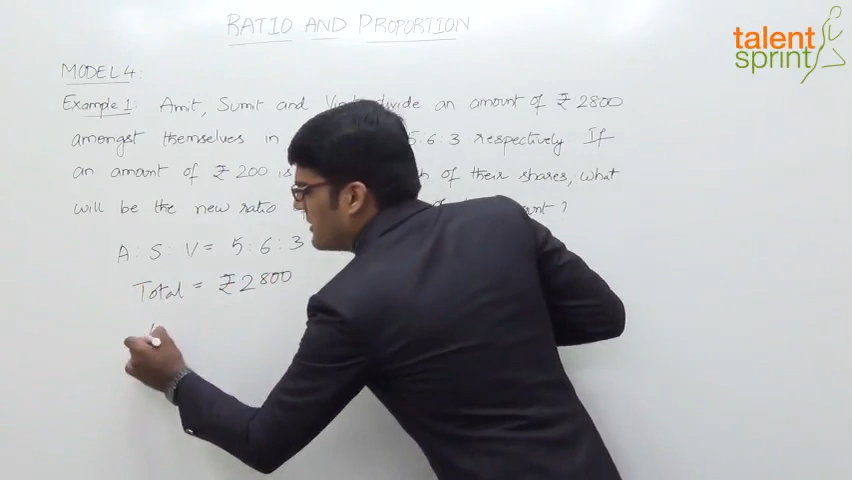 RATIO AND PROPORTION
talent
sprint
MODEL 4:
Example 1: Amit, Sumit and divide an amount of ₹ 2800
amongst themselves in 5:6:3 respectively. If
an amount of ₹ 200 is of their shares, what
will be the new ratio
A : S : V = 5 : 6 : 3
Total = ₹ 2800